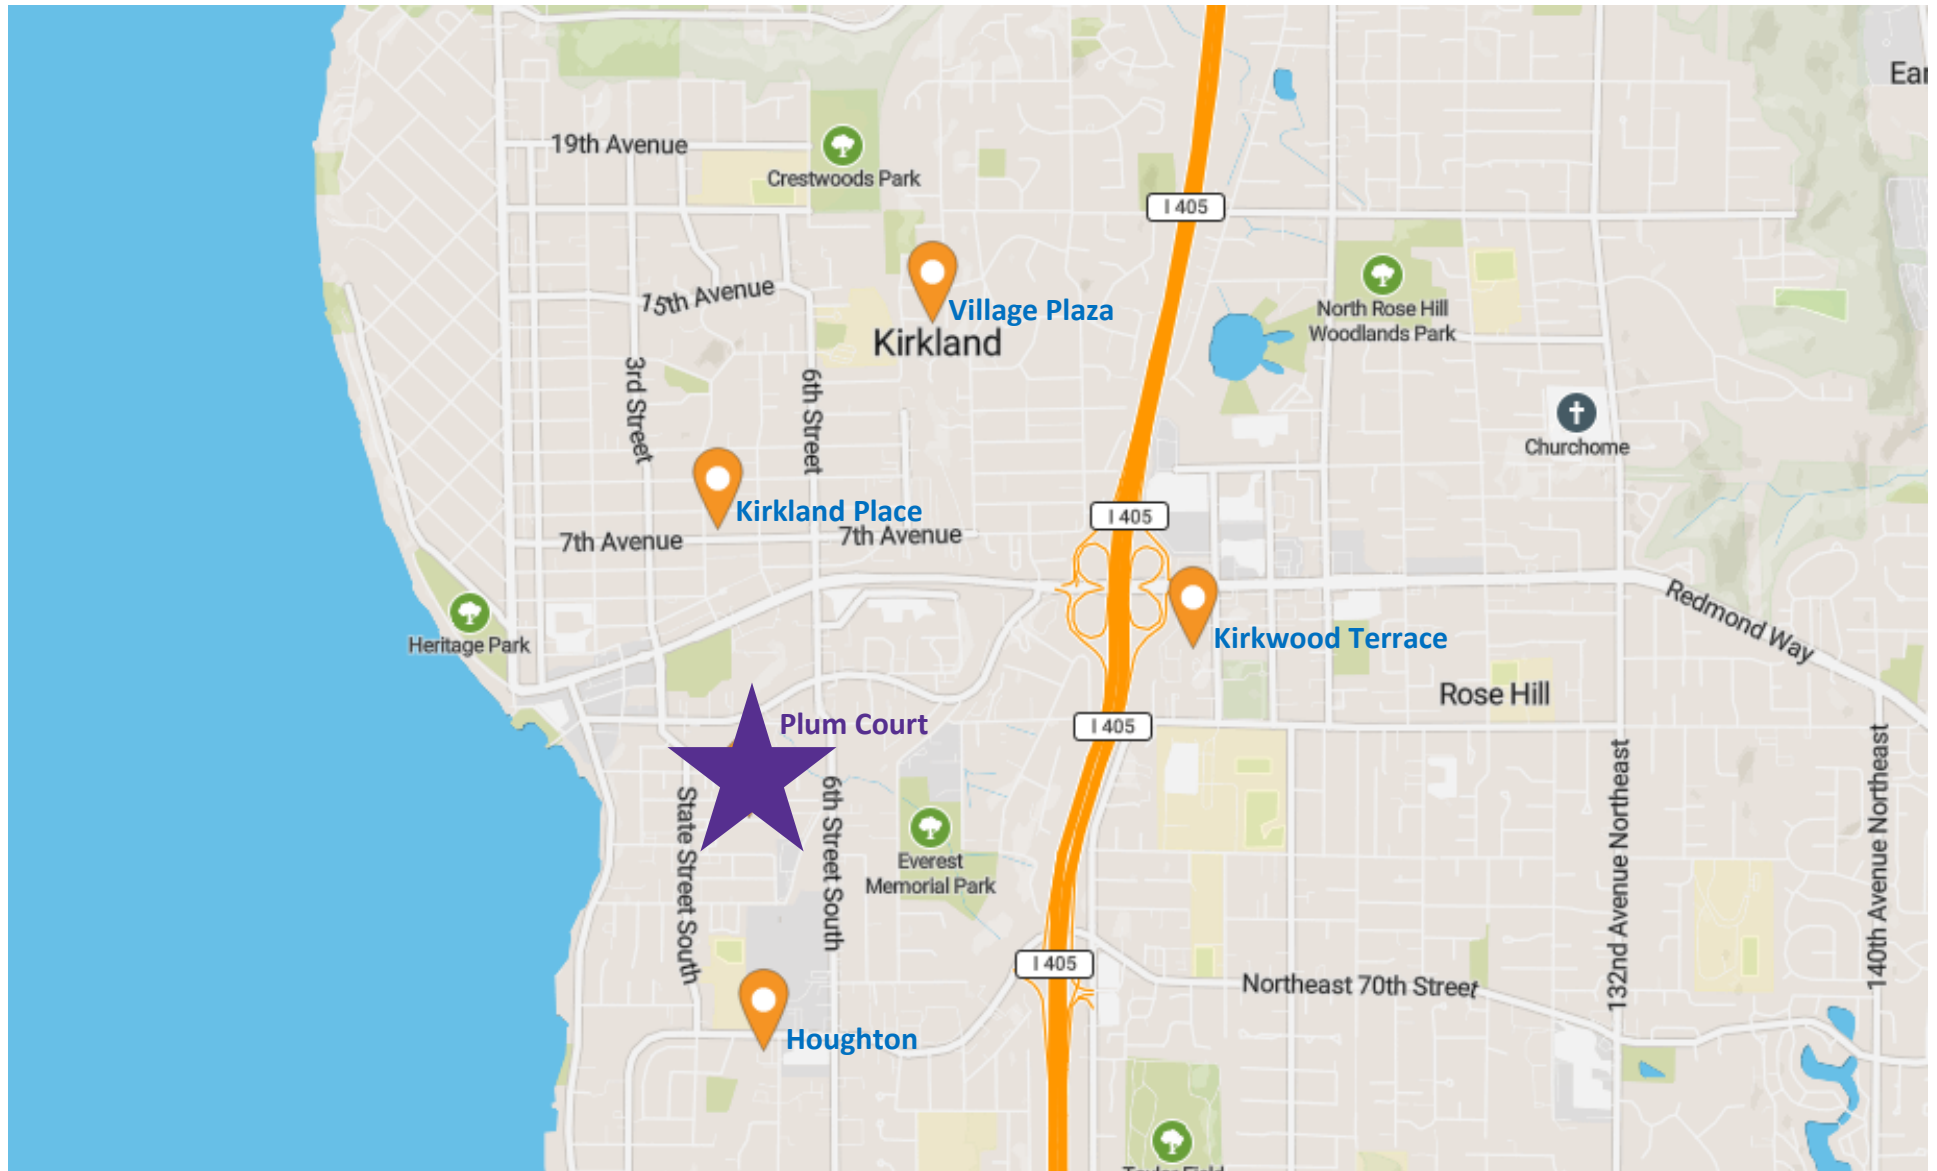 Ear
19th Avenue
Crestwoods Park
I 405
15th Avenue
Village Plaza
Kirkland
North Rose Hill
Woodlands Park
3rd Street
6th Street
Churchome
Kirkland Place
7th Avenue
7th Avenue
I 405
Redmond Way
Heritage Park
Kirkwood Terrace
Rose Hill
Plum Court
I 405
State Street South
6th Street South
Everest
Memorial Park
132nd Avenue Northeast
140th Avenue Northeast
I 405
Northeast 70th Street
Houghton